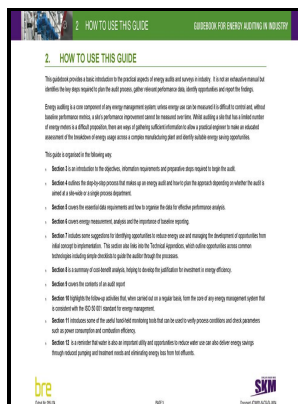 2 HOW TO USE THIS GUIDE
GUIDEBOOK FOR ENERGY AUDITING IN INDUSTRY
2. HOW TO USE THIS GUIDE
This guidebook provides a basic introduction to the practical aspects of energy audits and surveys in industry. It is not an exhaustive manual but
identifies the key steps required to plan the audit process, gather relevant performance data, identify opportunities and report the findings.
Energy auditing is a core component of any energy management system; unless energy use can be measured it is difficult to control and, without
baseline performance metrics, a site's performance improvement cannot be measured over time. Whilst auditing a site that has a limited number
of energy meters is a difficult proposition, there are ways of gathering sufficient information to allow a practical engineer to make an educated
assessment of the breakdown of energy usage across a complex manufacturing plant and identify suitable energy saving opportunities.
This guide is organised in the following way:
Section 3 is an introduction to the objectives, information requirements and preparative steps required to begin the audit.
Section 4 outlines the step-by-step process that makes up an energy audit and how to plan the approach depending on whether the audit is
aimed at a site-wide or a single process department.
Section 5 covers the essential data requirements and how to organise the data for effective performance analysis.
Section 6 covers energy measurement, analysis and the importance of baseline reporting.
Section 7 includes some suggestions for identifying opportunities to reduce energy use and managing the development of opportunities from
initial concept to implementation. This section also links into the Technical Appendices, which outline opportunities across common
technologies including simple checklists to guide the auditor through the processes.
Section 8 is a summary of cost-benefit analysis, helping to develop the justification for investment in energy efficiency.
Section 9 covers the contents of an audit report
Section 10 highlights the follow-up activities that, when carried out on a regular basis, form the core of any energy management system that
is consistent with the ISO 50 001 standard for energy management.
Section 11 introduces some of the useful hand-held monitoring tools that can be used to verify process conditions and check parameters
such as power consumption and combustion efficiency.
Section 12 is a reminder that water is also an important utility and opportunities to reduce water use can also deliver energy savings
through reduced pumping and treatment needs and eliminating energy loss from hot effluents.
bre
SKM